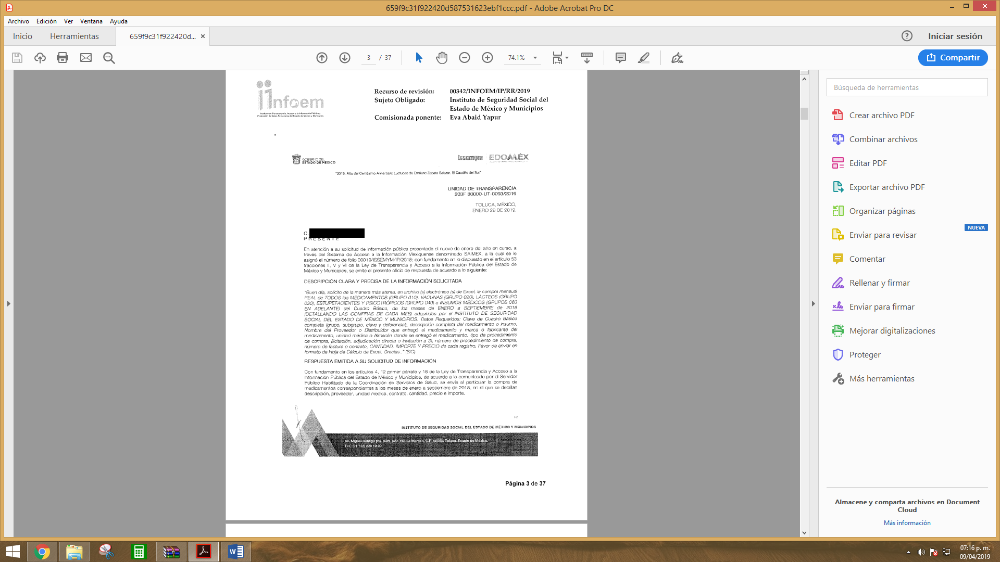 659f9c31f922420d587531623ebf1ccc.pdf - Adobe Acrobat Pro DC
Archivo Edición Ver Ventana Ayuda
Inicio Herramientas 659f9c31f922420d... × Iniciar sesión
3 / 37 74.1% Compartir
infoem
Instituto de Transparencia, Acceso a la Información Pública y
Protección de Datos Personales del Estado de México y Municipios
Recurso de revisión: 00342/INFOEM/IP/RR/2019
Sujeto Obligado: Instituto de Seguridad Social del
Estado de México y Municipios
Comisionada ponente: Eva Abaid Yapur
GOBIERNO DEL
ESTADO DE MÉXICO
issemym EDOMÉX
"2019. Año del Centésimo Aniversario Luctuoso de Emiliano Zapata Salazar, El Caudillo del Sur"
UNIDAD DE TRANSPARENCIA
203F 80000-UT-0093/2019
TOLUCA, MÉXICO,
ENERO 29 DE 2019.
C.
PRESENTE
En atención a su solicitud de información pública presentada el nueve de enero del año en curso, a
través del Sistema de Acceso a la Información Mexiquense denominado SAIMEX, a la cual se le
asignó el número de folio 00019/ISSEMYM/IP/2018; con fundamento en lo dispuesto en el artículo 53
fracciones II, V y VI de la Ley de Transparencia y Acceso a la Información Pública del Estado de
México y Municipios, se emite el presente oficio de respuesta de acuerdo a lo siguiente:
DESCRIPCIÓN CLARA Y PRECISA DE LA INFORMACIÓN SOLICITADA
"Buen día, solicito de la manera más atenta, en archivo (s) electrónico (s) de Excel, la compra mensual
REAL de TODOS los MEDICAMENTOS (GRUPO 010), VACUNAS (GRUPO 020), LÁCTEOS (GRUPO
030), ESTUPEFACIENTES Y PSICOTRÓPICOS (GRUPO 040) e INSUMOS MÉDICOS (GRUPOS 060
EN ADELANTE) del Cuadro Básico, de los meses de ENERO a SEPTIEMBRE de 2018
(DETALLANDO LAS COMPRAS DE CADA MES) adquiridos por el INSTITUTO DE SEGURIDAD
SOCIAL DEL ESTADO DE MÉXICO Y MUNICIPIOS. Datos Requeridos: Clave de Cuadro Básico
completa (grupo, subgrupo, clave y deferencial), descripción completa del medicamento o insumo,
Nombre del Proveedor o Distribuidor que entregó el medicamento y marca o fabricante del
medicamento, unidad médica o Almacén donde se entregó el medicamento, tipo de procedimiento
de compra, (licitación, adjudicación directa o invitación a 3), número de procedimiento de compra,
número de factura o contrato, CANTIDAD, IMPORTE Y PRECIO de cada registro. Favor de enviar en
formato de Hoja de Cálculo de Excel. Gracias.." (SIC)
RESPUESTA EMITIDA A SU SOLICITUD DE INFORMACIÓN
Con fundamento en los artículos 4, 12 primer párrafo y 16 de la Ley de Transparencia y Acceso a la
Información Pública del Estado de México y Municipios, de acuerdo a lo comunicado por el Servidor
Público Habilitado de la Coordinación de Servicios de Salud, se envía al particular la compra de
medicamentos correspondientes a los meses de enero a septiembre de 2018, en el que se detallan
descripción, proveedor, unidad medica, contrato, cantidad, precio e importe.
INSTITUTO DE SEGURIDAD SOCIAL DEL ESTADO DE MÉXICO Y MUNICIPIOS
Av. Miguel Hidalgo pte. núm. 600, col. La Merced, C.P. 50080, Toluca, Estado de México.
Tel.: (01 722) 226 19 00.
Página 3 de 37
Búsqueda de herramientas
Crear archivo PDF
Combinar archivos
Editar PDF
Exportar archivo PDF
Organizar páginas
NUEVA
Enviar para revisar
Comentar
Rellenar y firmar
Enviar para firmar
Mejorar digitalizaciones
Proteger
Más herramientas
Almacene y comparta archivos en Document
Cloud
Más información
07:16 p. m.
09/04/2019